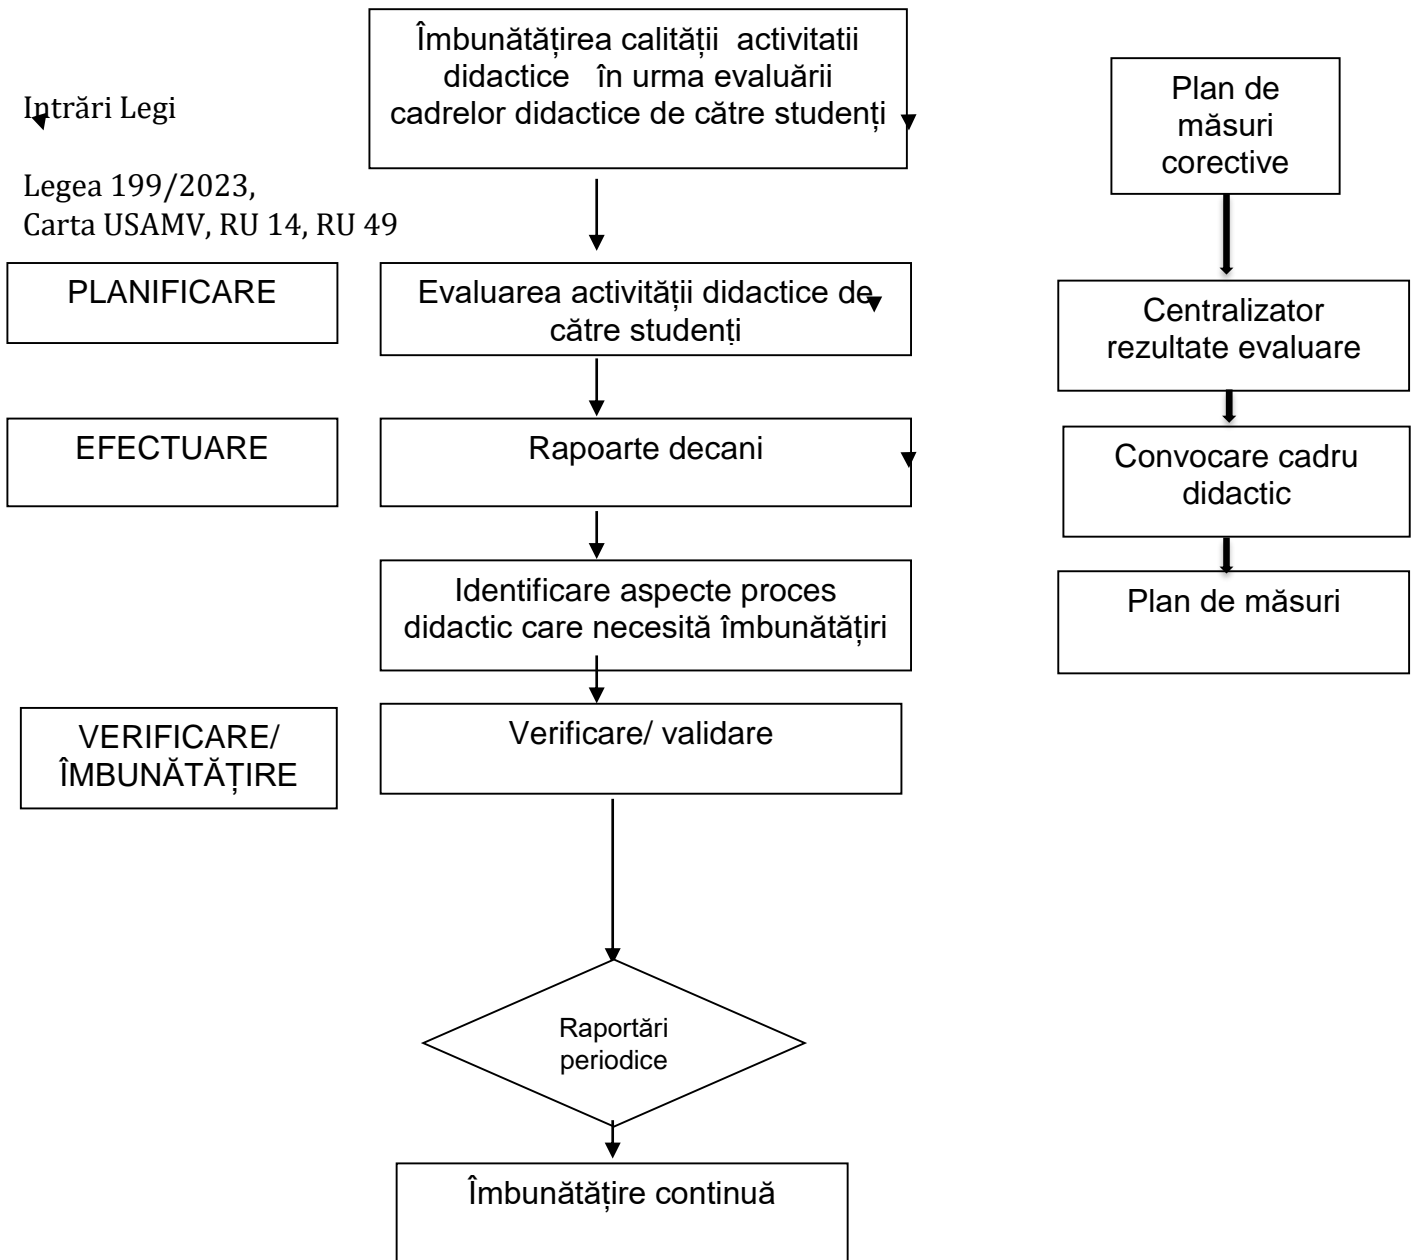 Îmbunătățirea calității activitatii
didactice în urma evaluării
cadrelor didactice de către studenți
Intrări Legi
Legea 199/2023,
Carta USAMV, RU 14, RU 49
Plan de
măsuri
corective
PLANIFICARE
Evaluarea activității didactice de
către studenți
Centralizator
rezultate evaluare
EFECTUARE
Rapoarte decani
Convocare cadru
didactic
Identificare aspecte proces
didactic care necesită îmbunătățiri
Plan de măsuri
VERIFICARE/
ÎMBUNĂTĂȚIRE
Verificare/ validare
Raportări
periodice
Îmbunătățire continuă